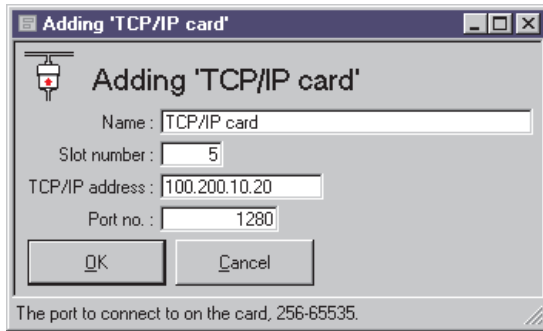 Adding 'TCP/IP card'
Adding 'TCP/IP card'
Name : TCP/IP card
Slot number : 5
TCP/IP address : 100.200.10.20
Port no. : 1280
OK Cancel
The port to connect to on the card, 256-65535.